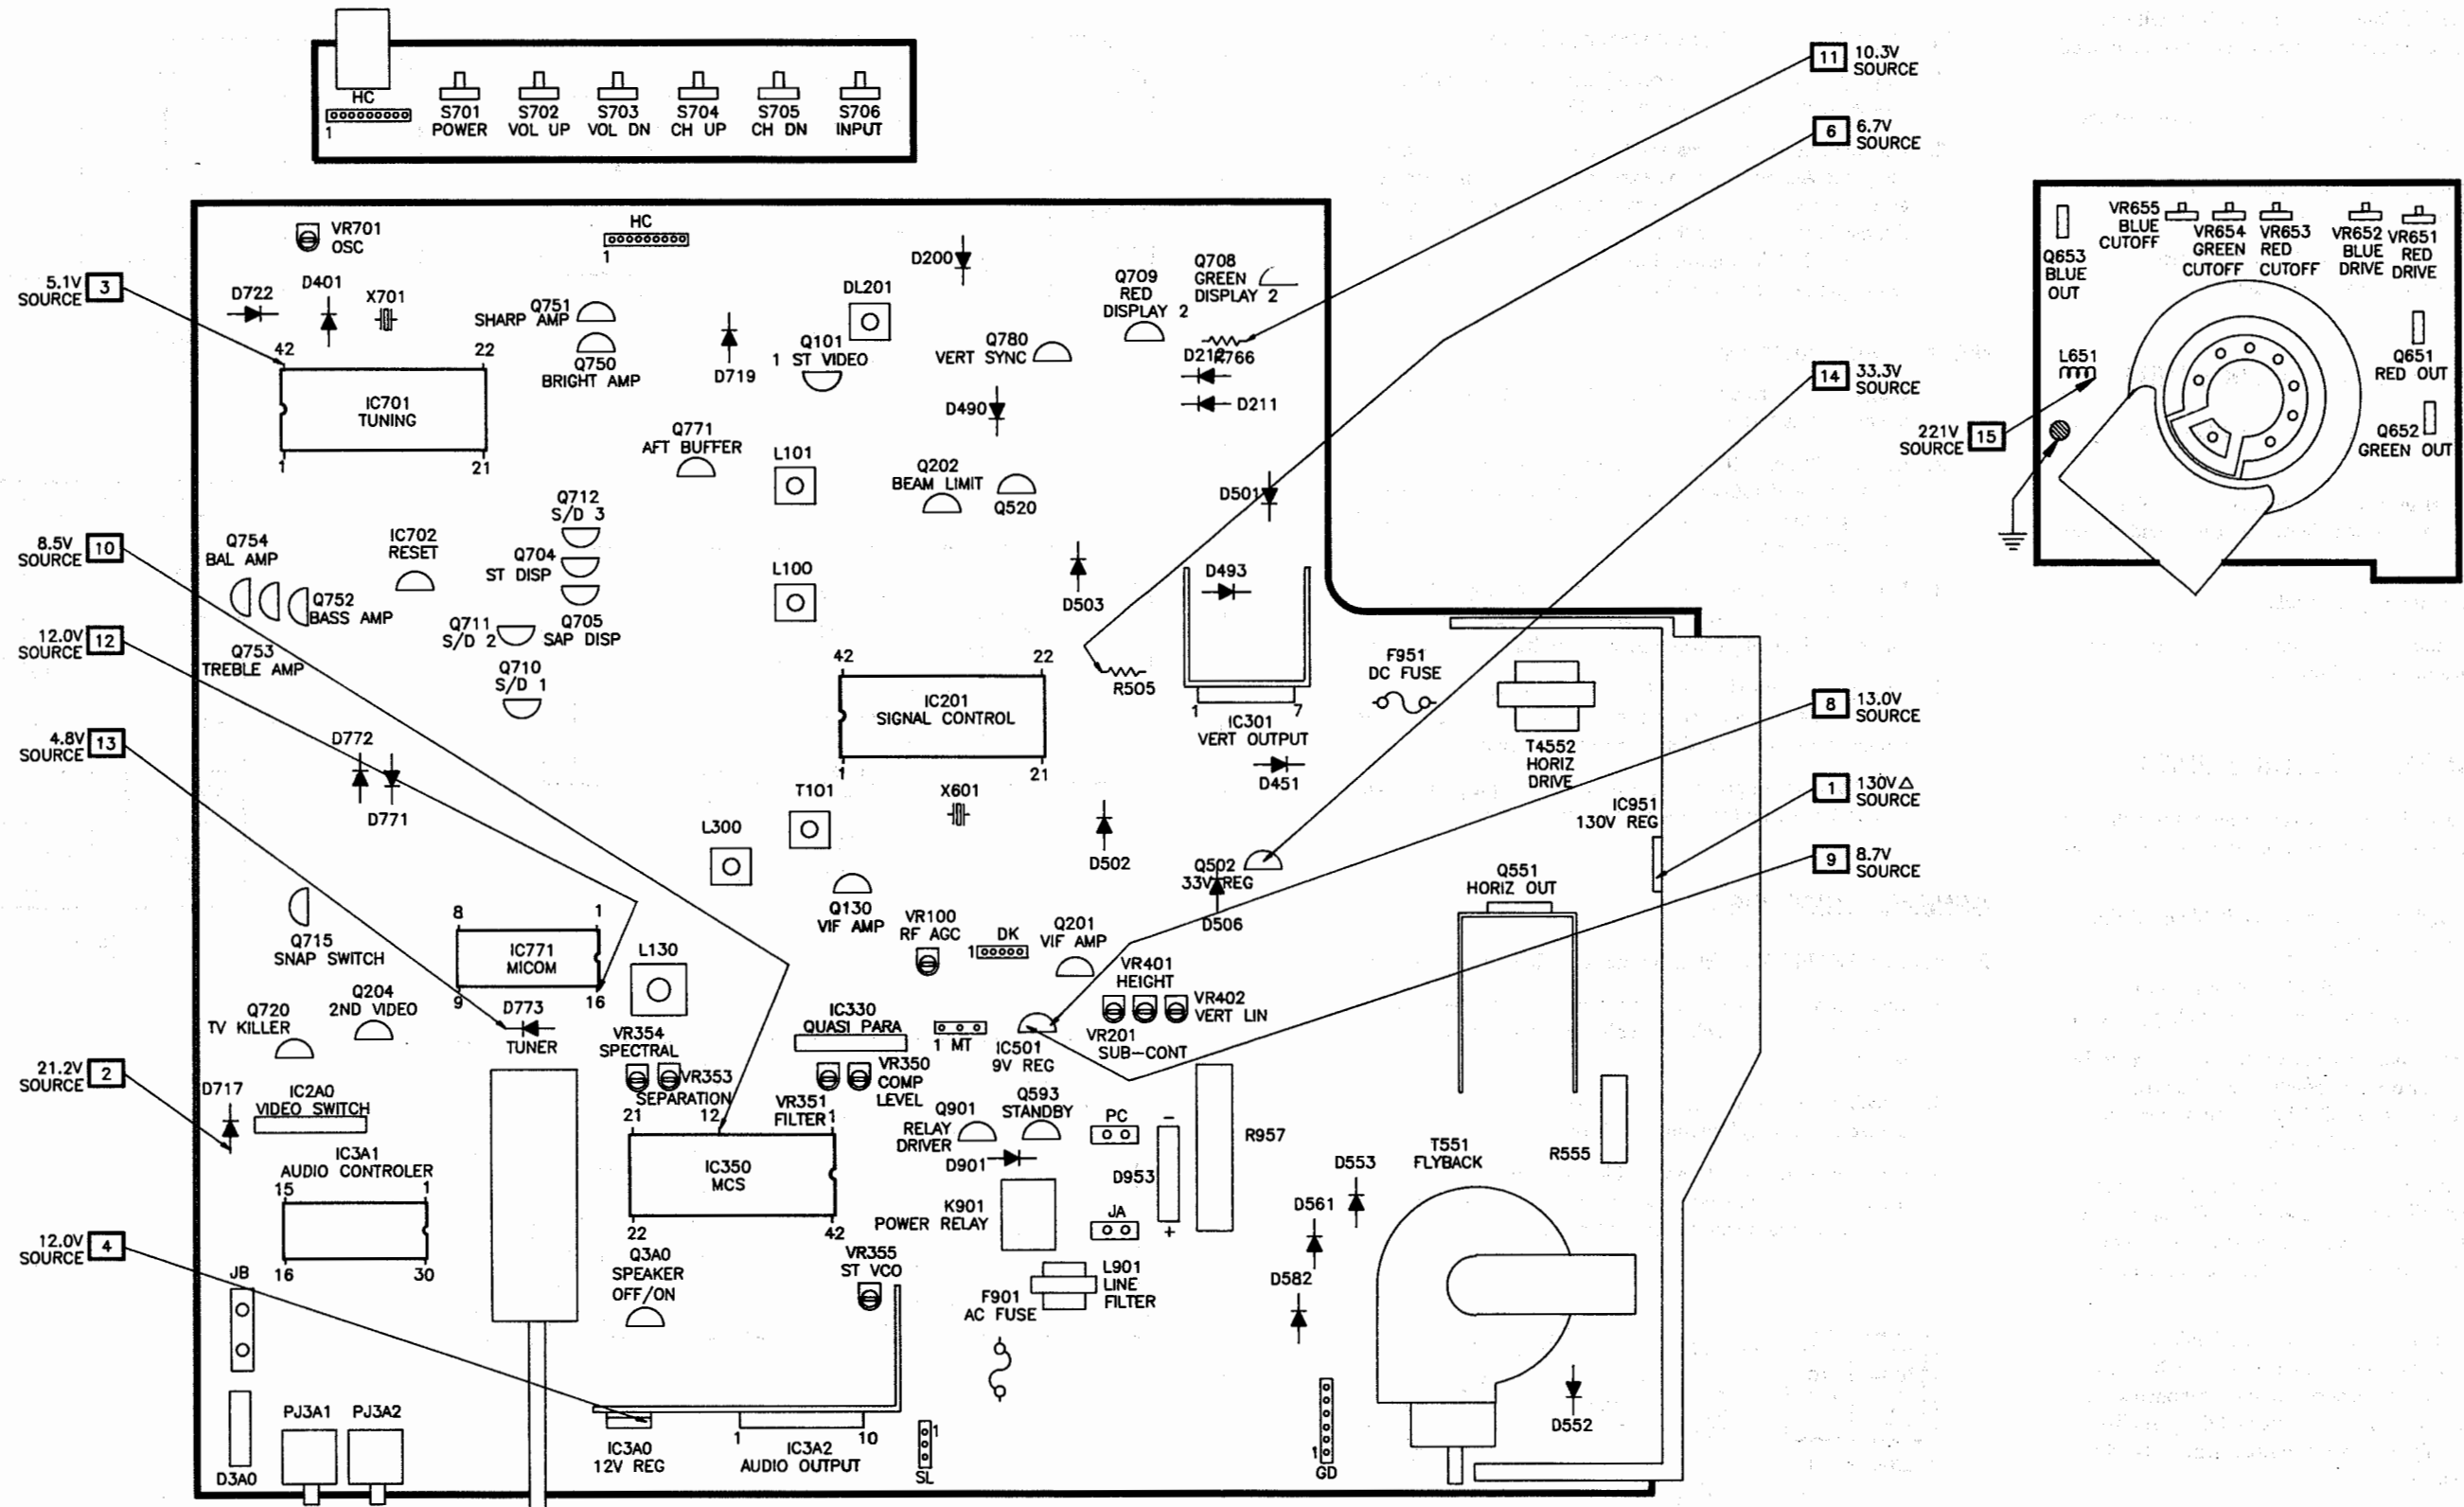 HC
1
S701
POWER
S702
VOL UP
S703
VOL DN
S704
CH UP
S705
CH DN
S706
INPUT
11 10.3V
SOURCE
6 6.7V
SOURCE
14 33.3V
SOURCE
221V
SOURCE 15
8 13.0V
SOURCE
1 130V△
SOURCE
9 8.7V
SOURCE
5.1V
SOURCE 3
8.5V
SOURCE 10
12.0V
SOURCE 12
4.8V
SOURCE 13
21.2V
SOURCE 2
12.0V
SOURCE 4
VR655
BLUE
CUTOFF
VR654
GREEN
CUTOFF
VR653
RED
CUTOFF
VR652
BLUE
DRIVE
VR651
RED
DRIVE
Q653
BLUE
OUT
L651
Q651
RED OUT
Q652
GREEN OUT
VR701
OSC
HC
1
D722
D401
X701
Q751
SHARP AMP
Q750
BRIGHT AMP
D719
DL201
Q101
1 ST VIDEO
D200
Q780
VERT SYNC
Q709
RED
DISPLAY 2
Q708
GREEN
DISPLAY 2
D212
R766
D211
D490
42
22
IC701
TUNING
1
21
Q771
AFT BUFFER
L101
Q202
BEAM LIMIT
Q520
D501
Q712
S/D 3
Q704
ST DISP
Q705
SAP DISP
Q711
S/D 2
Q710
S/D 1
IC702
RESET
Q754
BAL AMP
Q752
BASS AMP
Q753
TREBLE AMP
L100
D503
D493
42
22
IC201
SIGNAL CONTROL
1
21
R505
1
7
IC301
VERT OUTPUT
D451
F951
DC FUSE
T4552
HORIZ
DRIVE
IC951
130V REG
D772
D771
T101
X601
L300
D502
Q502
33V REG
D506
Q551
HORIZ OUT
Q130
VIF AMP
VR100
RF AGC
DK
1
Q201
VIF AMP
Q715
SNAP SWITCH
8
1
IC771
MICOM
9
16
L130
VR401
HEIGHT
VR402
VERT LIN
VR201
SUB-CONT
Q720
TV KILLER
Q204
2ND VIDEO
D773
TUNER
VR354
SPECTRAL
VR353
SEPARATION
IC330
QUASI PARA
1 MT
IC501
9V REG
VR350
COMP
LEVEL
VR351
FILTER
D717
IC2A0
VIDEO SWITCH
IC3A1
AUDIO CONTROLER
15
1
16
30
21
12
1
IC350
MCS
22
42
Q901
RELAY
DRIVER
Q593
STANDBY
D901
PC
-
D953
+
JA
R957
K901
POWER RELAY
T551
FLYBACK
R555
D553
D561
D582
D552
Q3A0
SPEAKER
OFF/ON
VR355
ST VCO
F901
AC FUSE
L901
LINE
FILTER
JB
D3A0
PJ3A1
PJ3A2
IC3A0
12V REG
1
10
IC3A2
AUDIO OUTPUT
1
SL
1
GD